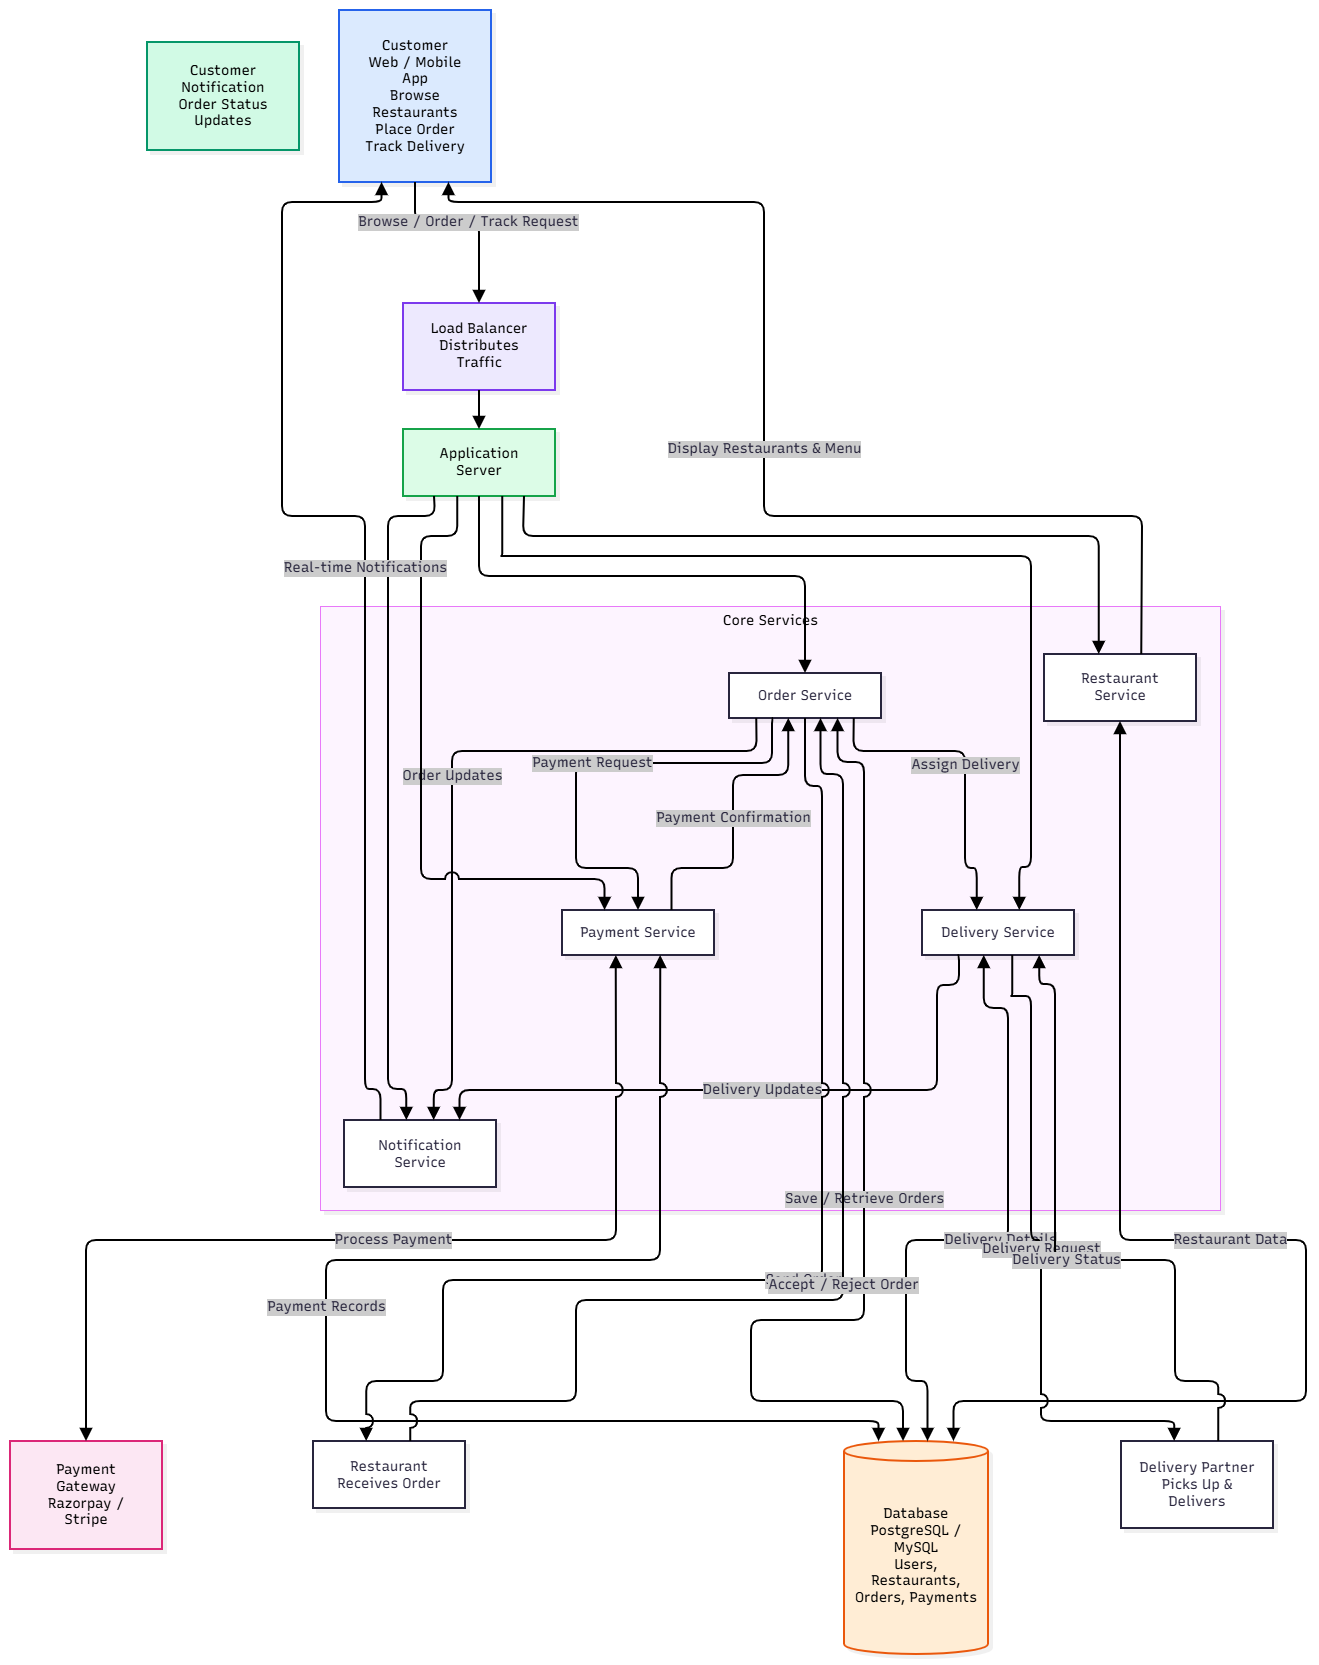 Customer
Notification
Order Status
Updates
Customer
Web / Mobile
App
Browse
Restaurants
Place Order
Track Delivery
Browse / Order / Track Request
Load Balancer
Distributes
Traffic
Display Restaurants & Menu
Application
Server
Real-time Notifications
Core Services
Restaurant
Service
Order Service
Order Updates
Payment Request
Assign Delivery
Payment Confirmation
Payment Service
Delivery Service
Delivery Updates
Notification
Service
Save / Retrieve Orders
Process Payment
Delivery Details
Delivery Request
Delivery Status
Restaurant Data
Send Order
Accept / Reject Order
Payment Records
Payment
Gateway
Razorpay /
Stripe
Restaurant
Receives Order
Database
PostgreSQL /
MySQL
Users,
Restaurants,
Orders, Payments
Delivery Partner
Picks Up &
Delivers